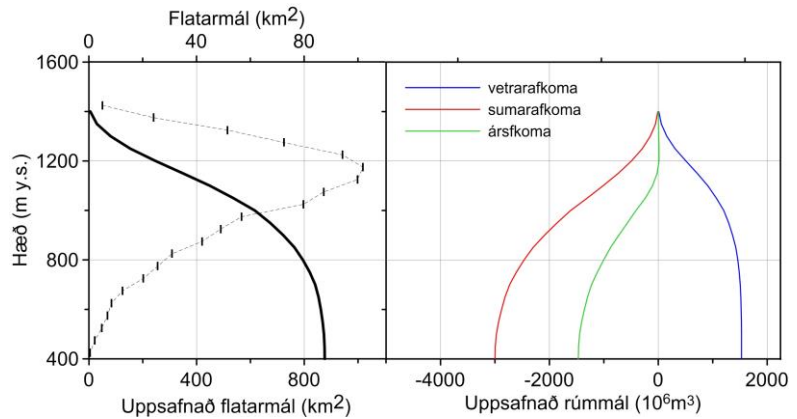 Flatarmál (km2)
0 40 80
1600
1200
800
400
Hæð (m y.s.)
0 400 800
Uppsafnað flatarmál (km2)
vetrarafkoma
sumarafkoma
ársfkoma
-4000 -2000 0 2000
Uppsafnað rúmmál (10⁶m³)